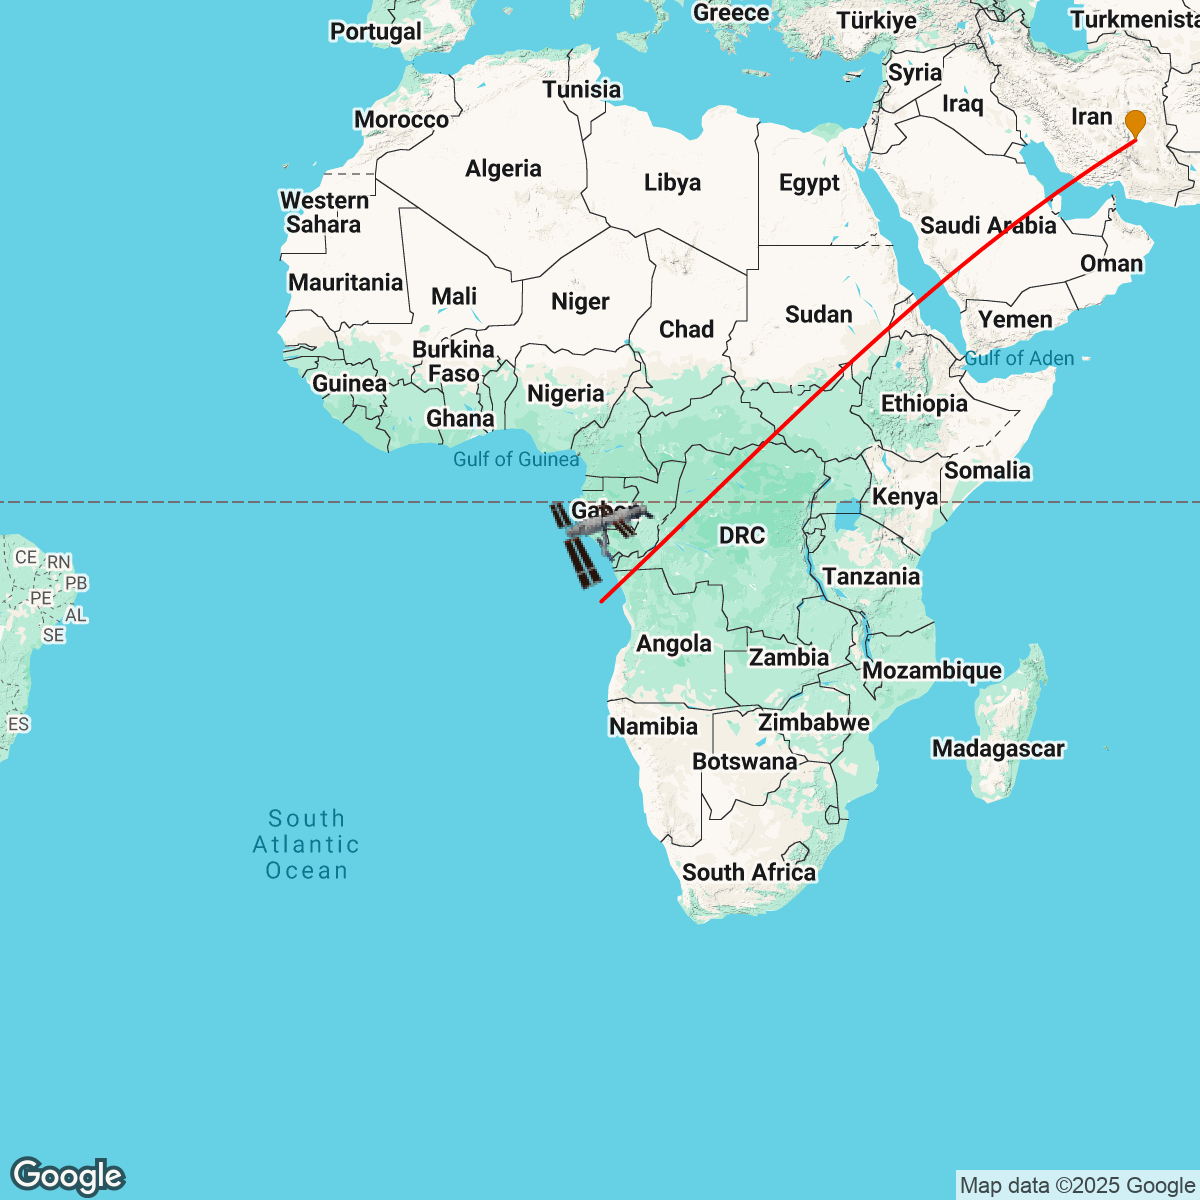 Greece
Türkiye
Turkmenista
Portugal
Syria
Tunisia
Iraq
Iran
Morocco
Algeria
Libya
Egypt
Western
Sahara
Saudi Arabia
Oman
Mauritania
Mali
Niger
Sudan
Yemen
Chad
Burkina
Faso
Gulf of Aden
Guinea
Nigeria
Ethiopia
Ghana
Gulf of Guinea
Somalia
Kenya
Gabon
DRC
CE
RN
PB
PE
AL
SE
Tanzania
Angola
Zambia
Mozambique
ES
Namibia
Zimbabwe
Botswana
Madagascar
South
Atlantic
Ocean
South Africa
Google
Map data ©2025 Google